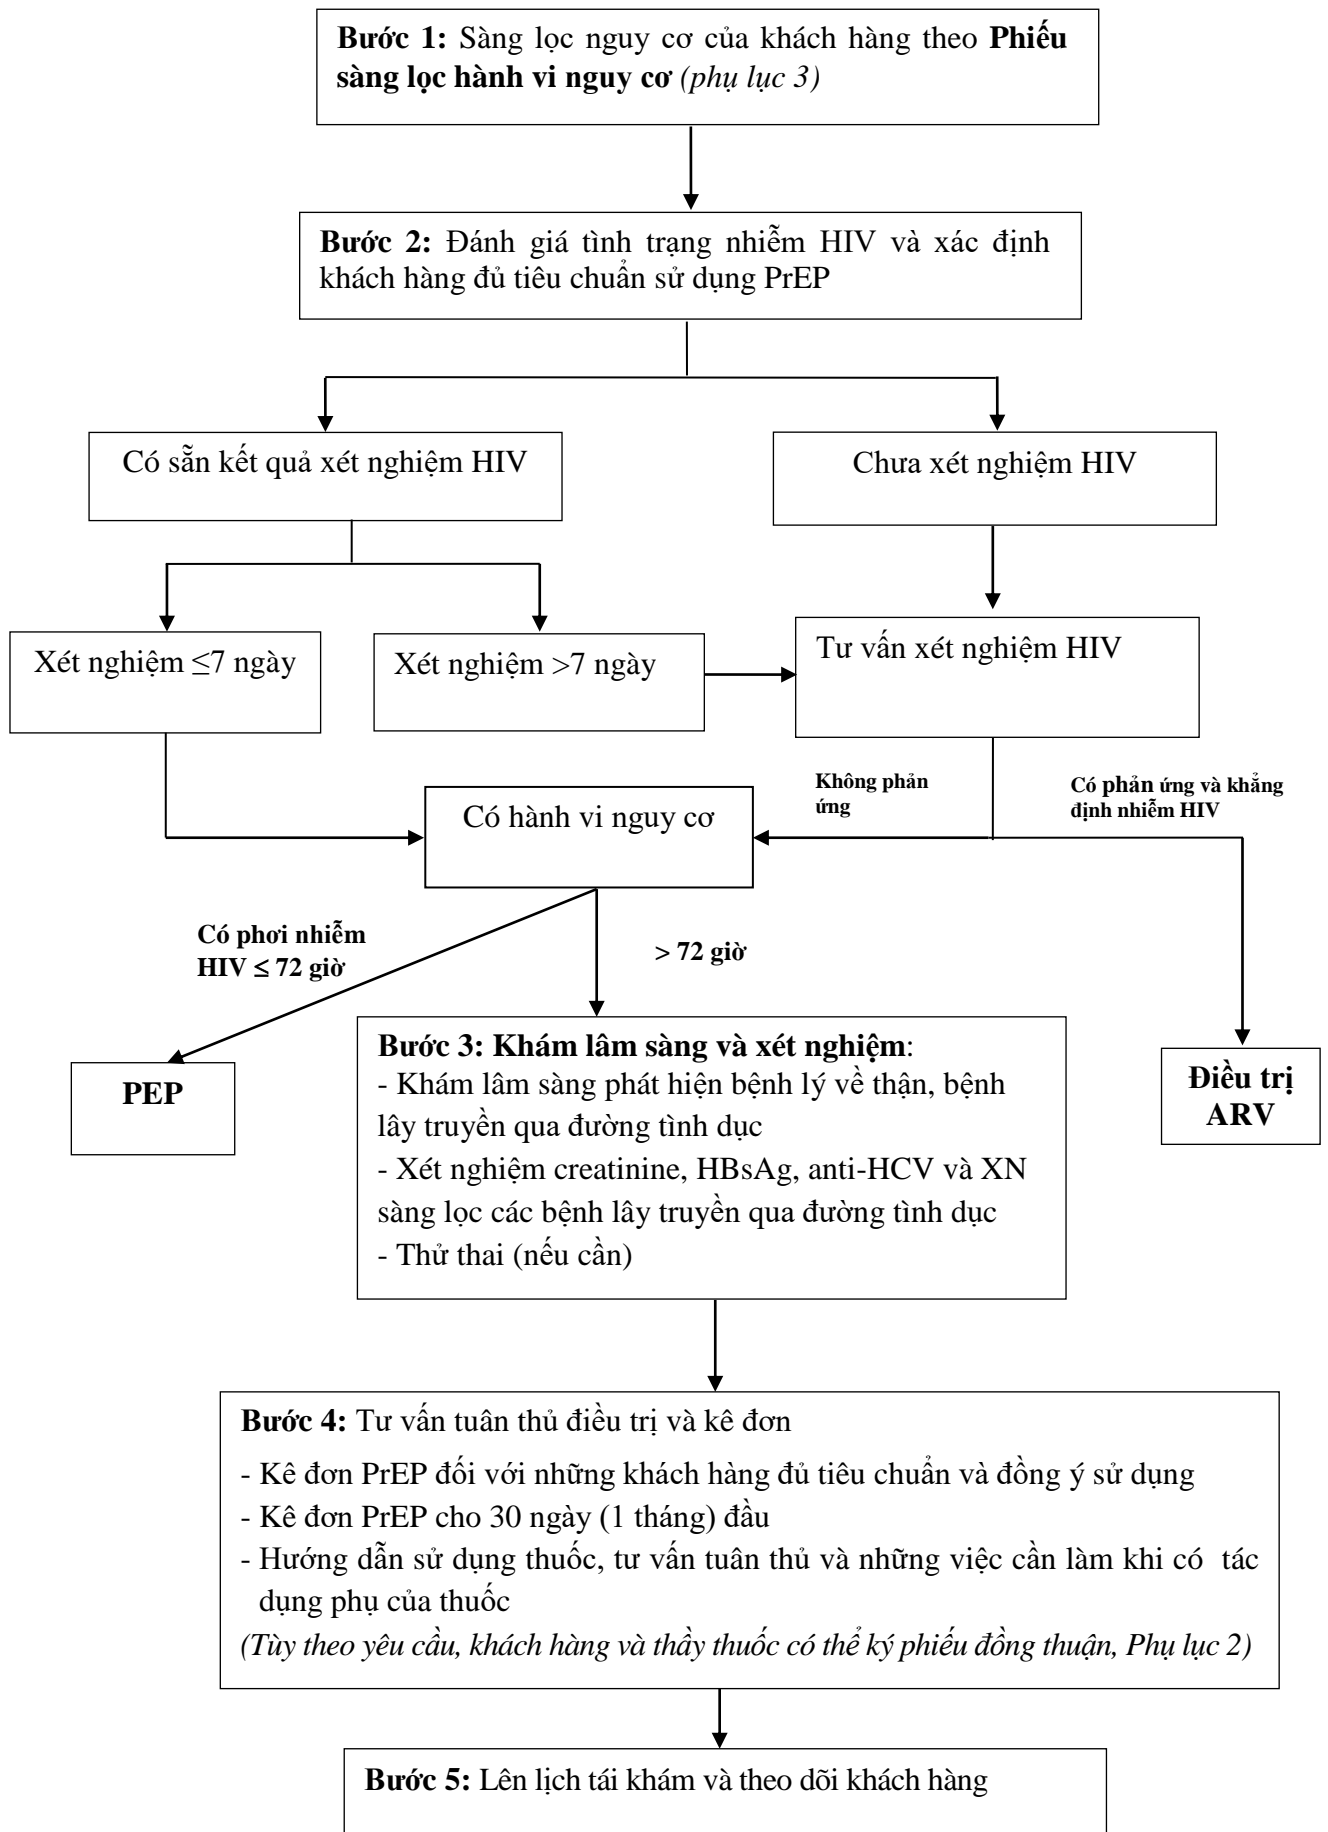 Bước 1: Sàng lọc nguy cơ của khách hàng theo Phiếu
sàng lọc hành vi nguy cơ (phụ lục 3)
Bước 2: Đánh giá tình trạng nhiễm HIV và xác định
khách hàng đủ tiêu chuẩn sử dụng PrEP
Có sẵn kết quả xét nghiệm HIV
Chưa xét nghiệm HIV
Xét nghiệm ≤7 ngày
Xét nghiệm >7 ngày
Tư vấn xét nghiệm HIV
Không phản
ứng
Có phản ứng và khẳng
định nhiễm HIV
Có hành vi nguy cơ
Có phơi nhiễm
HIV ≤ 72 giờ
> 72 giờ
Bước 3: Khám lâm sàng và xét nghiệm:
- Khám lâm sàng phát hiện bệnh lý về thận, bệnh
lây truyền qua đường tình dục
- Xét nghiệm creatinine, HBsAg, anti-HCV và XN
sàng lọc các bệnh lây truyền qua đường tình dục
- Thử thai (nếu cần)
PEP
Điều trị
ARV
Bước 4: Tư vấn tuân thủ điều trị và kê đơn
- Kê đơn PrEP đối với những khách hàng đủ tiêu chuẩn và đồng ý sử dụng
- Kê đơn PrEP cho 30 ngày (1 tháng) đầu
- Hướng dẫn sử dụng thuốc, tư vấn tuân thủ và những việc cần làm khi có tác
dụng phụ của thuốc
(Tùy theo yêu cầu, khách hàng và thầy thuốc có thể ký phiếu đồng thuận, Phụ lục 2)
Bước 5: Lên lịch tái khám và theo dõi khách hàng